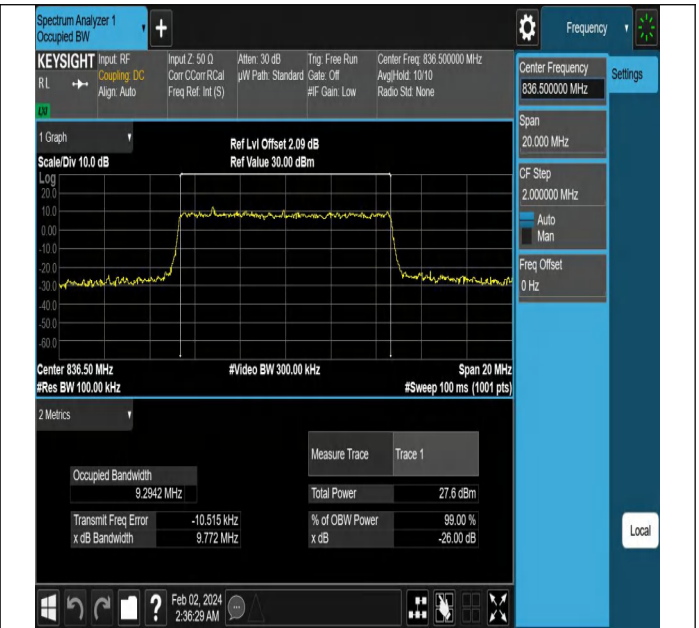 Spectrum Analyzer 1
Occupied BW
+
Frequency
KEYSIGHT
RL
LXI
Input: RF
Coupling: DC
Align: Auto
Input Z: 50 Ω
Corr CCorr RCal
Freq Ref: Int (S)
Atten: 30 dB
µW Path: Standard
Trig: Free Run
Gate: Off
#IF Gain: Low
Center Freq: 836.500000 MHz
Avg|Hold: 10/10
Radio Std: None
Center Frequency
836.500000 MHz
Settings
Span
20.000 MHz
CF Step
2.000000 MHz
Auto
Man
Freq Offset
0 Hz
1 Graph
Scale/Div 10.0 dB
Ref Lvl Offset 2.09 dB
Ref Value 30.00 dBm
Log
20.0
10.0
0.00
-10.0
-20.0
-30.0
-40.0
-50.0
-60.0
Center 836.50 MHz
#Video BW 300.00 kHz
Span 20 MHz
#Res BW 100.00 kHz
#Sweep 100 ms (1001 pts)
2 Metrics
Measure Trace Trace 1
Occupied Bandwidth
9.2942 MHz
Total Power 27.6 dBm
Transmit Freq Error -10.515 kHz
% of OBW Power 99.00 %
x dB Bandwidth 9.772 MHz
x dB -26.00 dB
Local
?
Feb 02, 2024
2:36:29 AM